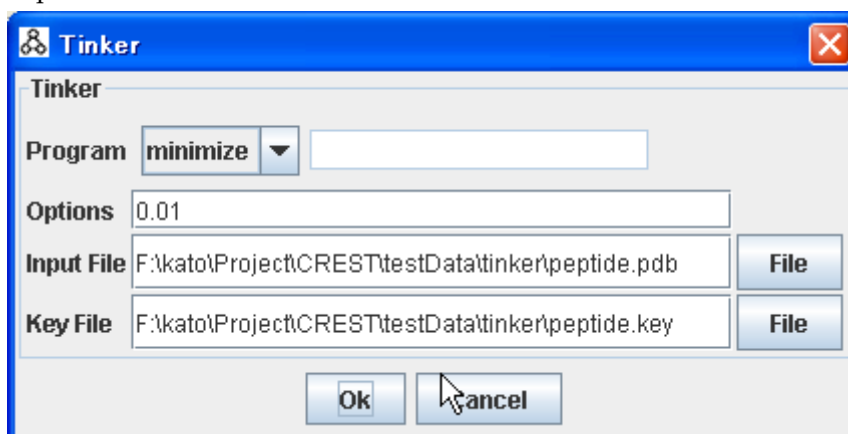 Tinker
Tinker
Program minimize
Options 0.01
Input File F:\kato\Project\CREST\testData\tinker\peptide.pdb File
Key File F:\kato\Project\CREST\testData\tinker\peptide.key File
Ok Cancel